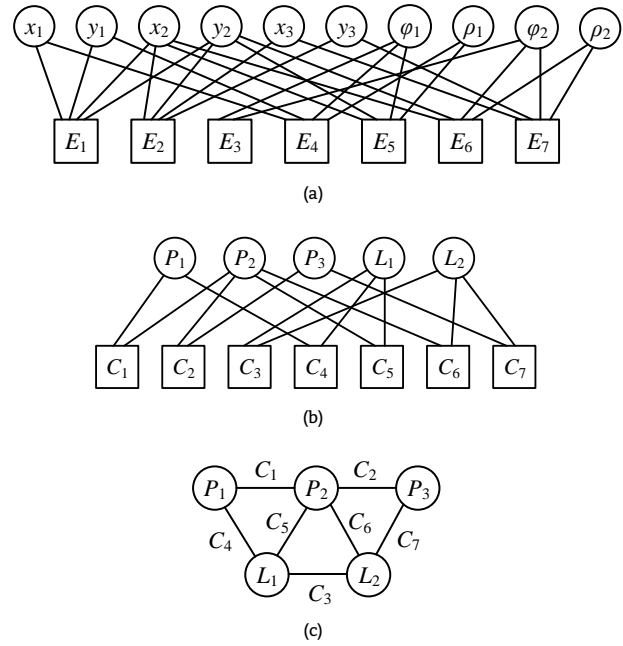 x₁ y₁ x₂ y₂ x₃ y₃ φ₁ ρ₁ φ₂ ρ₂
E₁ E₂ E₃ E₄ E₅ E₆ E₇
(a)
P₁ P₂ P₃ L₁ L₂
C₁ C₂ C₃ C₄ C₅ C₆ C₇
(b)
C₁ C₂
P₁ P₂ P₃
C₄ C₅ C₆ C₇
L₁ L₂
C₃
(c)